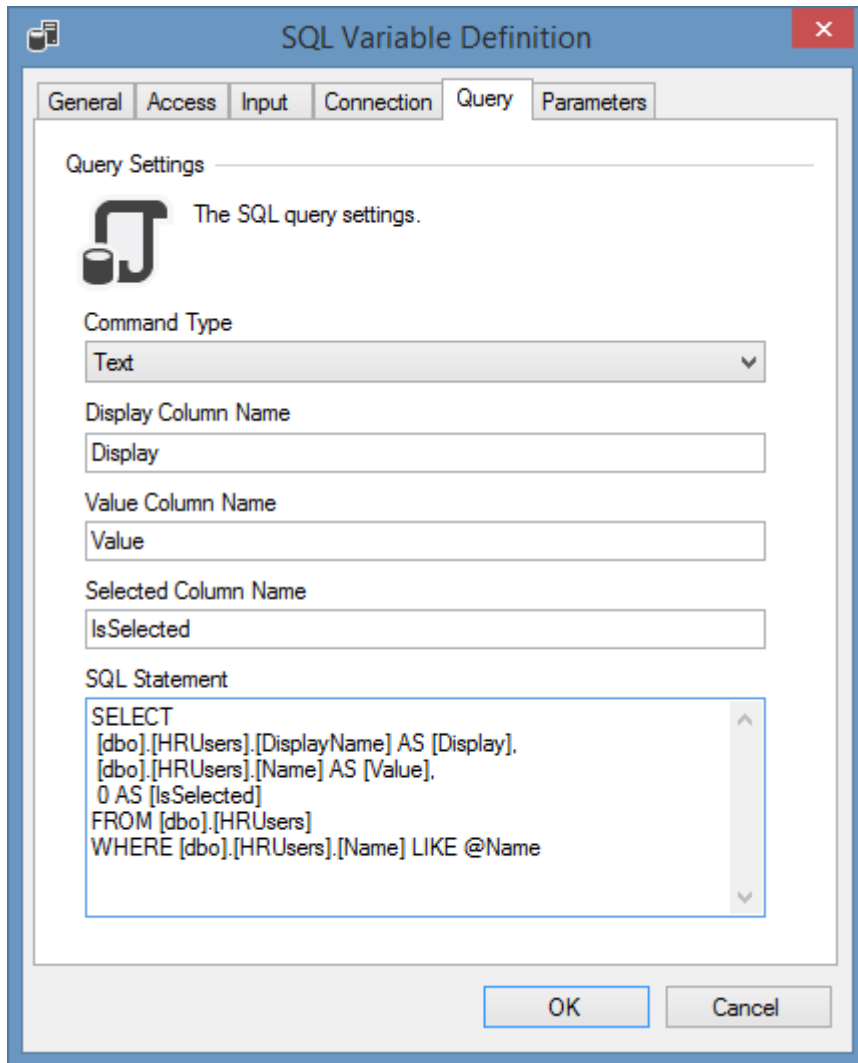 SQL Variable Definition
General Access Input Connection Query Parameters
Query Settings
The SQL query settings.
Command Type
Text
Display Column Name
Display
Value Column Name
Value
Selected Column Name
IsSelected
SQL Statement
SELECT
[dbo].[HRUsers].[DisplayName] AS [Display],
[dbo].[HRUsers].[Name] AS [Value],
0 AS [IsSelected]
FROM [dbo].[HRUsers]
WHERE [dbo].[HRUsers].[Name] LIKE @Name
OK Cancel